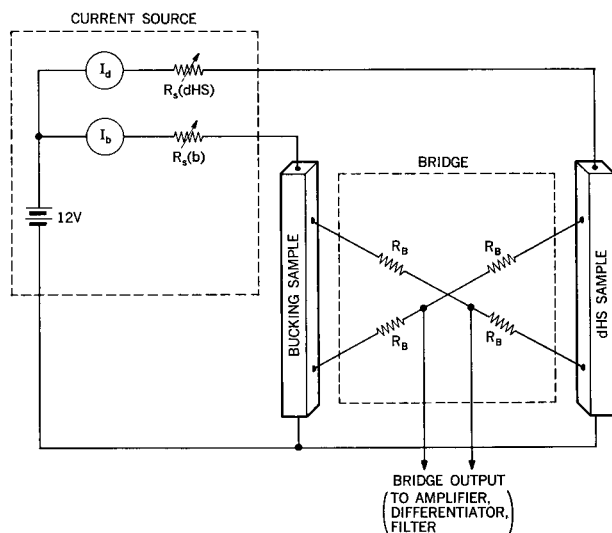 CURRENT SOURCE
I_d
R_s(dHS)
I_b
R_s(b)
12V
BRIDGE
BUCKING SAMPLE
R_B
R_B
R_B
R_B
dHS SAMPLE
BRIDGE OUTPUT
(TO AMPLIFIER,
DIFFERENTIATOR,
FILTER)